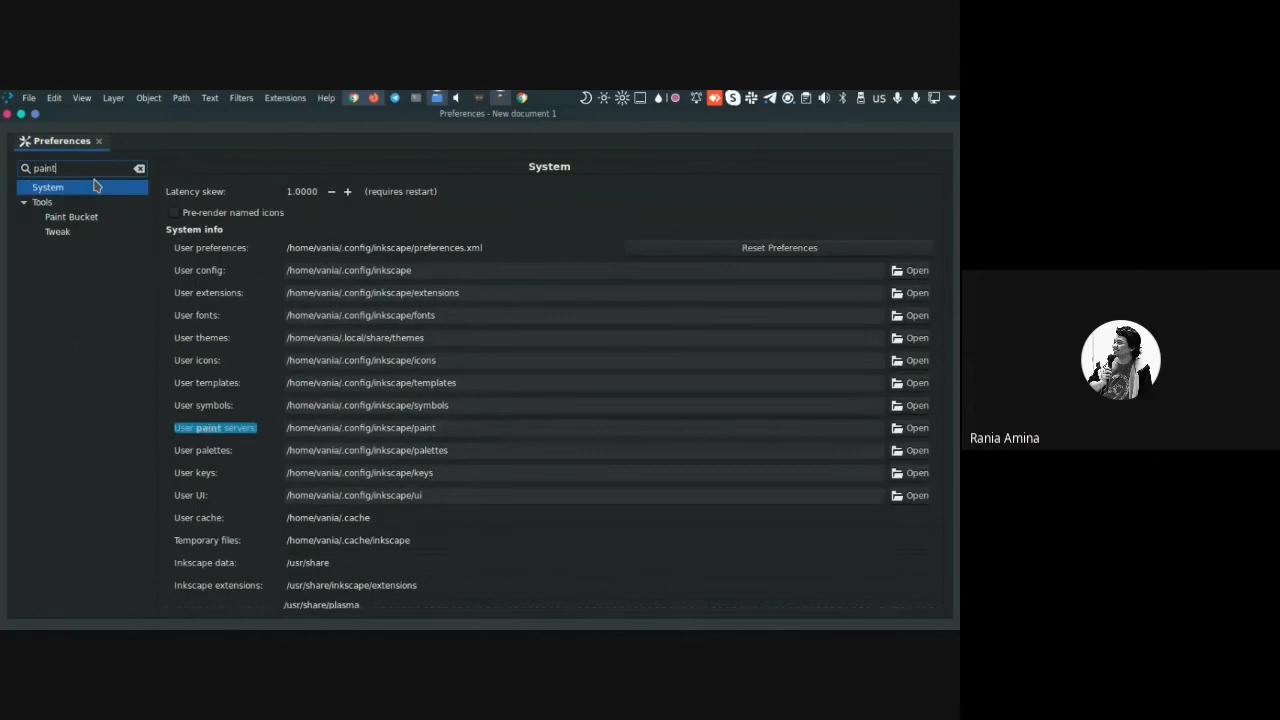 File Edit View Layer Object Path Text Filters Extensions Help US
Preferences - New document 1
Preferences
paint
System
Tools
Paint Bucket
Tweak
System
Latency skew: 1.0000 − + (requires restart)
Pre-render named icons
System info
User preferences: /home/vania/.config/inkscape/preferences.xml Reset Preferences
User config: /home/vania/.config/inkscape Open
User extensions: /home/vania/.config/inkscape/extensions Open
User fonts: /home/vania/.config/inkscape/fonts Open
User themes: /home/vania/.local/share/themes Open
User icons: /home/vania/.config/inkscape/icons Open
User templates: /home/vania/.config/inkscape/templates Open
User symbols: /home/vania/.config/inkscape/symbols Open
User paint servers: /home/vania/.config/inkscape/paint Open
User palettes: /home/vania/.config/inkscape/palettes Open
User keys: /home/vania/.config/inkscape/keys Open
User UI: /home/vania/.config/inkscape/ui Open
User cache: /home/vania/.cache
Temporary files: /home/vania/.cache/inkscape
Inkscape data: /usr/share
Inkscape extensions: /usr/share/inkscape/extensions
/usr/share/plasma
Rania Amina